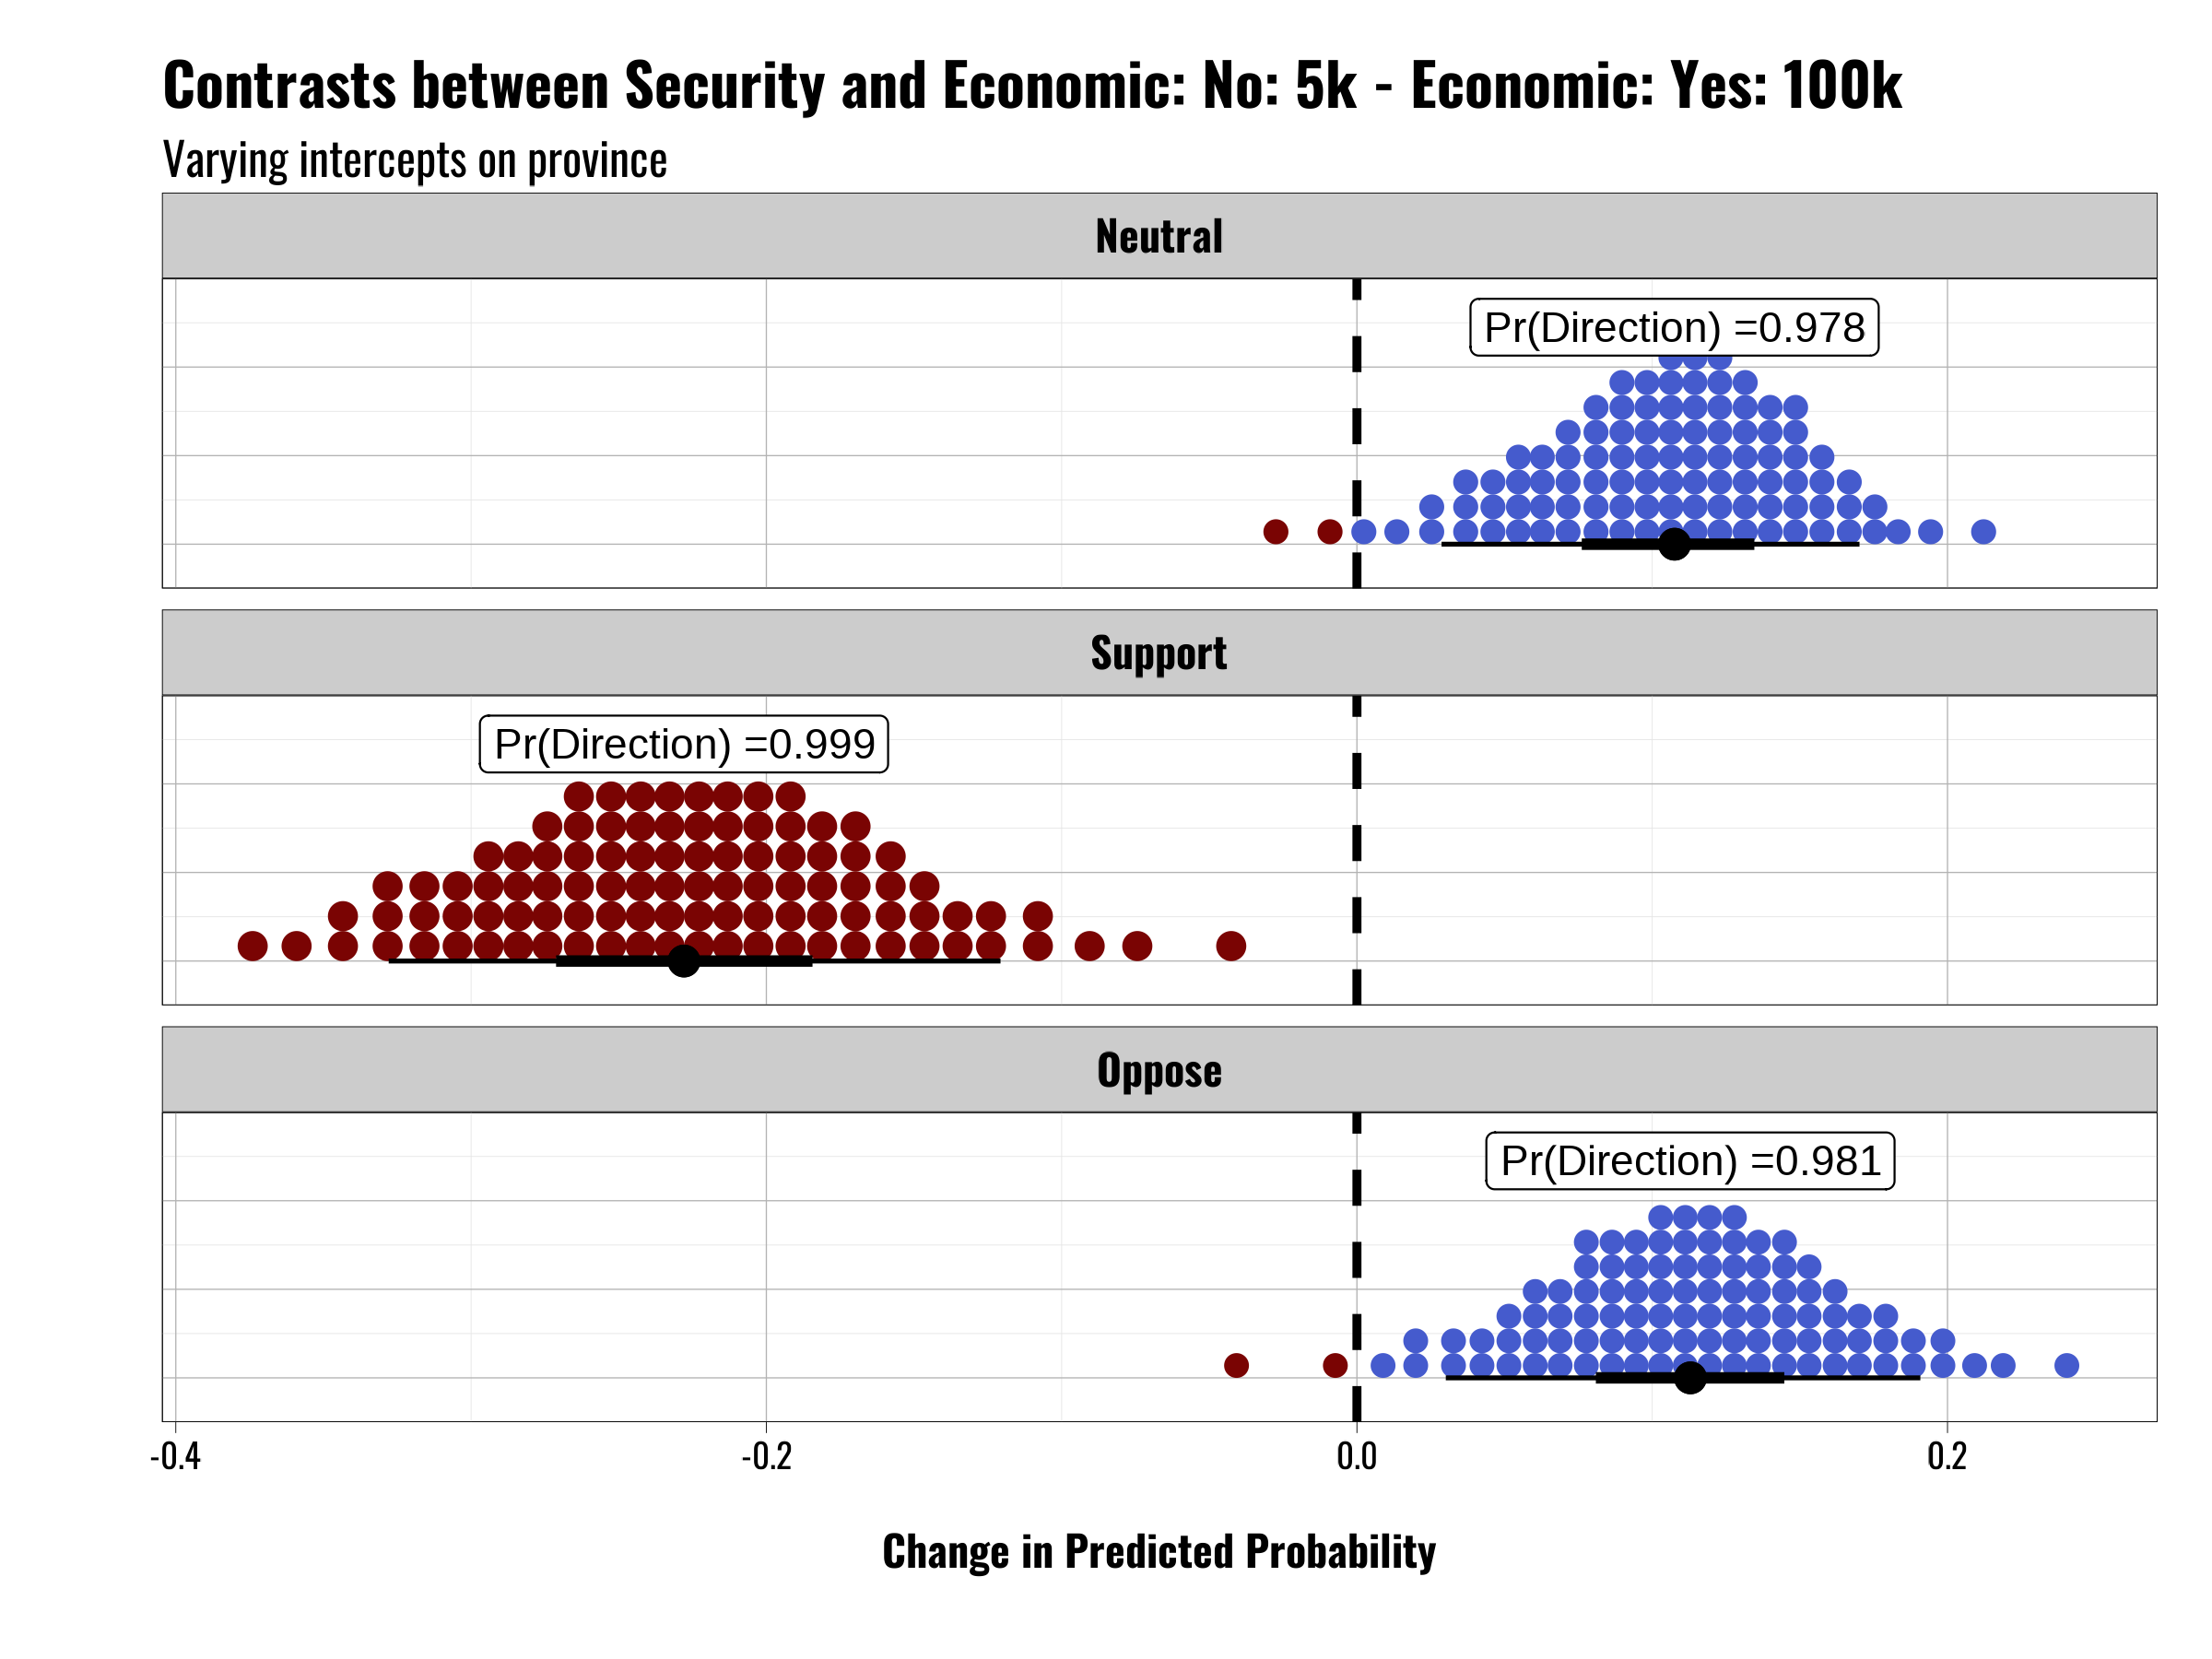 Contrasts between Security and Economic: No: 5k - Economic: Yes: 100k
Varying intercepts on province
Neutral
Pr(Direction) =0.978
Support
Pr(Direction) =0.999
Oppose
Pr(Direction) =0.981
-0.4 -0.2 0.0 0.2
Change in Predicted Probability